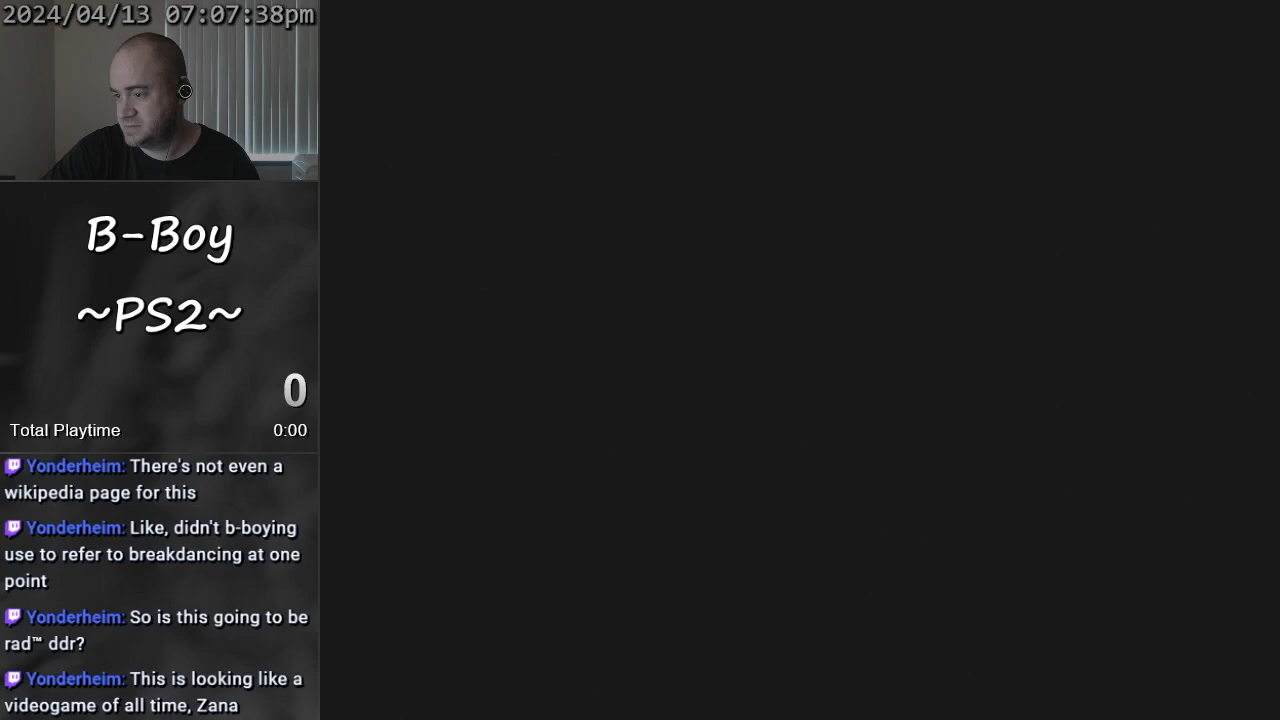 2024/04/13 07:07:38pm
B-Boy
~PS2~
0
Total Playtime 0:00
Yonderheim: There's not even a
wikipedia page for this
Yonderheim: Like, didn't b-boying
use to refer to breakdancing at one
point
Yonderheim: So is this going to be
rad™ ddr?
Yonderheim: This is looking like a
videogame of all time, Zana